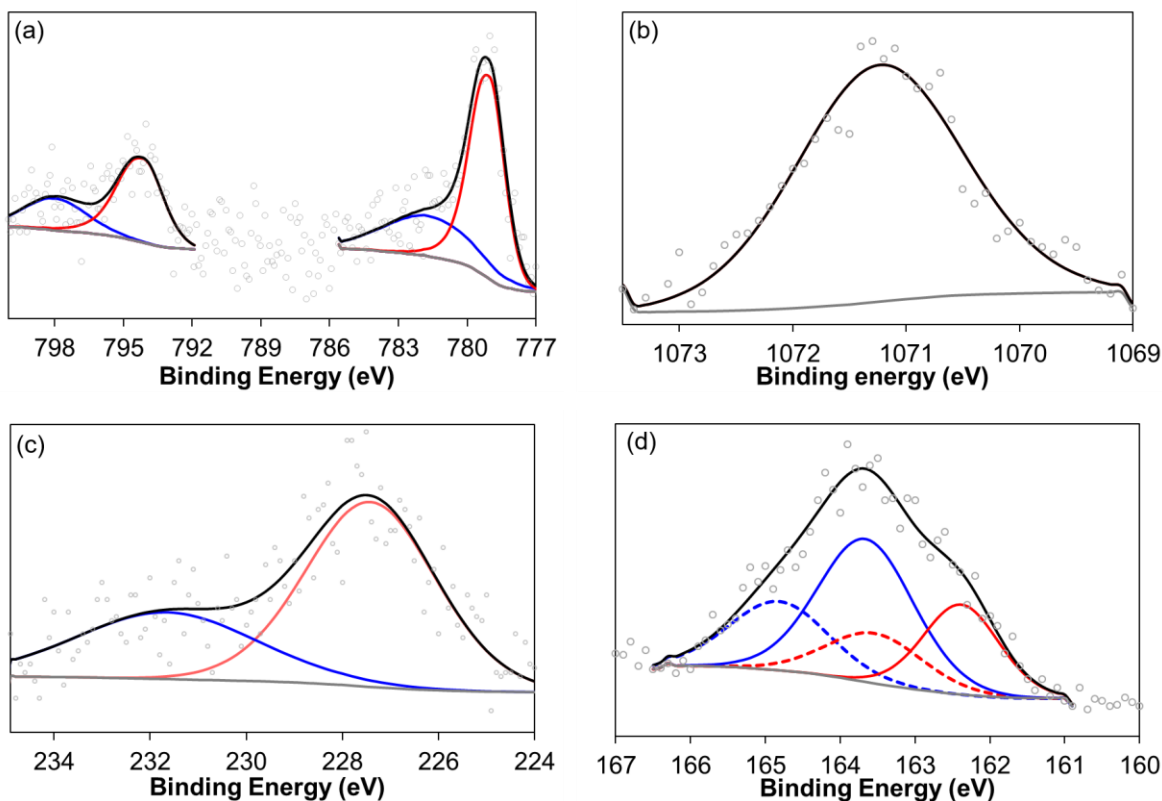 (a)
798 795 792 789 786 783 780 777
Binding Energy (eV)
(b)
1073 1072 1071 1070 1069
Binding energy (eV)
(c)
234 232 230 228 226 224
Binding Energy (eV)
(d)
167 166 165 164 163 162 161 160
Binding Energy (eV)